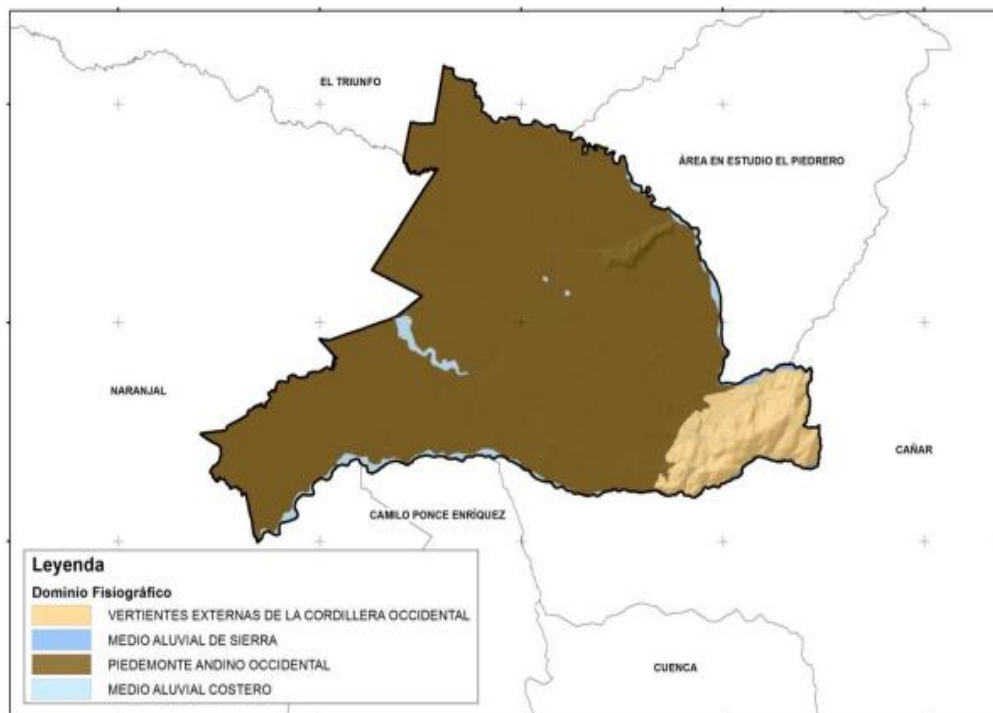 EL TRIUNFO
ÁREA EN ESTUDIO EL PIEDRERO
NARANJAL
CAÑAR
CAMILO PONCE ENRÍQUEZ
CUENCA
Leyenda
Dominio Fisiográfico
VERTIENTES EXTERNAS DE LA CORDILLERA OCCIDENTAL
MEDIO ALUVIAL DE SIERRA
PIEDEMONTE ANDINO OCCIDENTAL
MEDIO ALUVIAL COSTERO